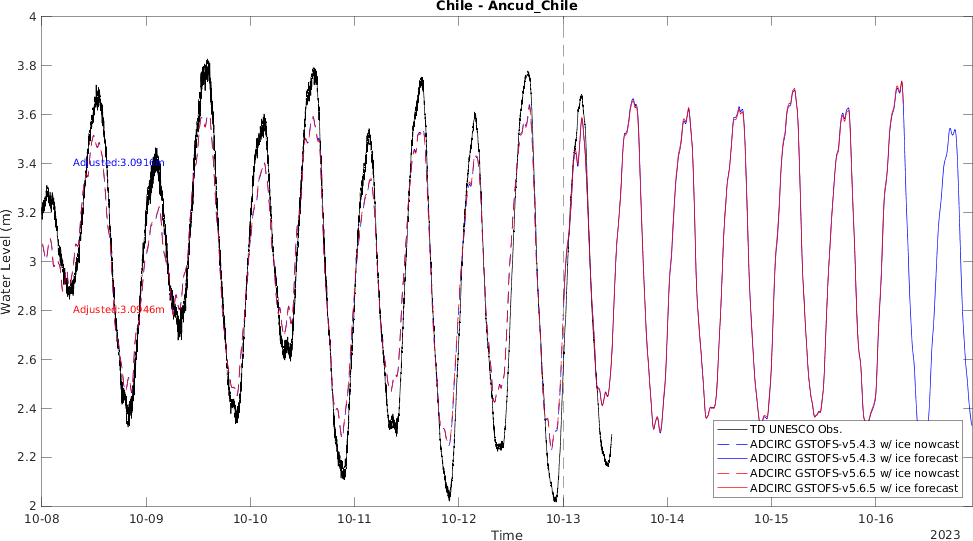 Chile - Ancud_Chile
4
3.8
3.6
3.4
3.2
3
2.8
2.6
2.4
2.2
2
Water Level (m)
Adjusted:3.0916m
Adjusted:3.0946m
TD UNESCO Obs.
ADCIRC GSTOFS-v5.4.3 w/ ice nowcast
ADCIRC GSTOFS-v5.4.3 w/ ice forecast
ADCIRC GSTOFS-v5.6.5 w/ ice nowcast
ADCIRC GSTOFS-v5.6.5 w/ ice forecast
10-08 10-09 10-10 10-11 10-12 10-13 10-14 10-15 10-16
Time
2023